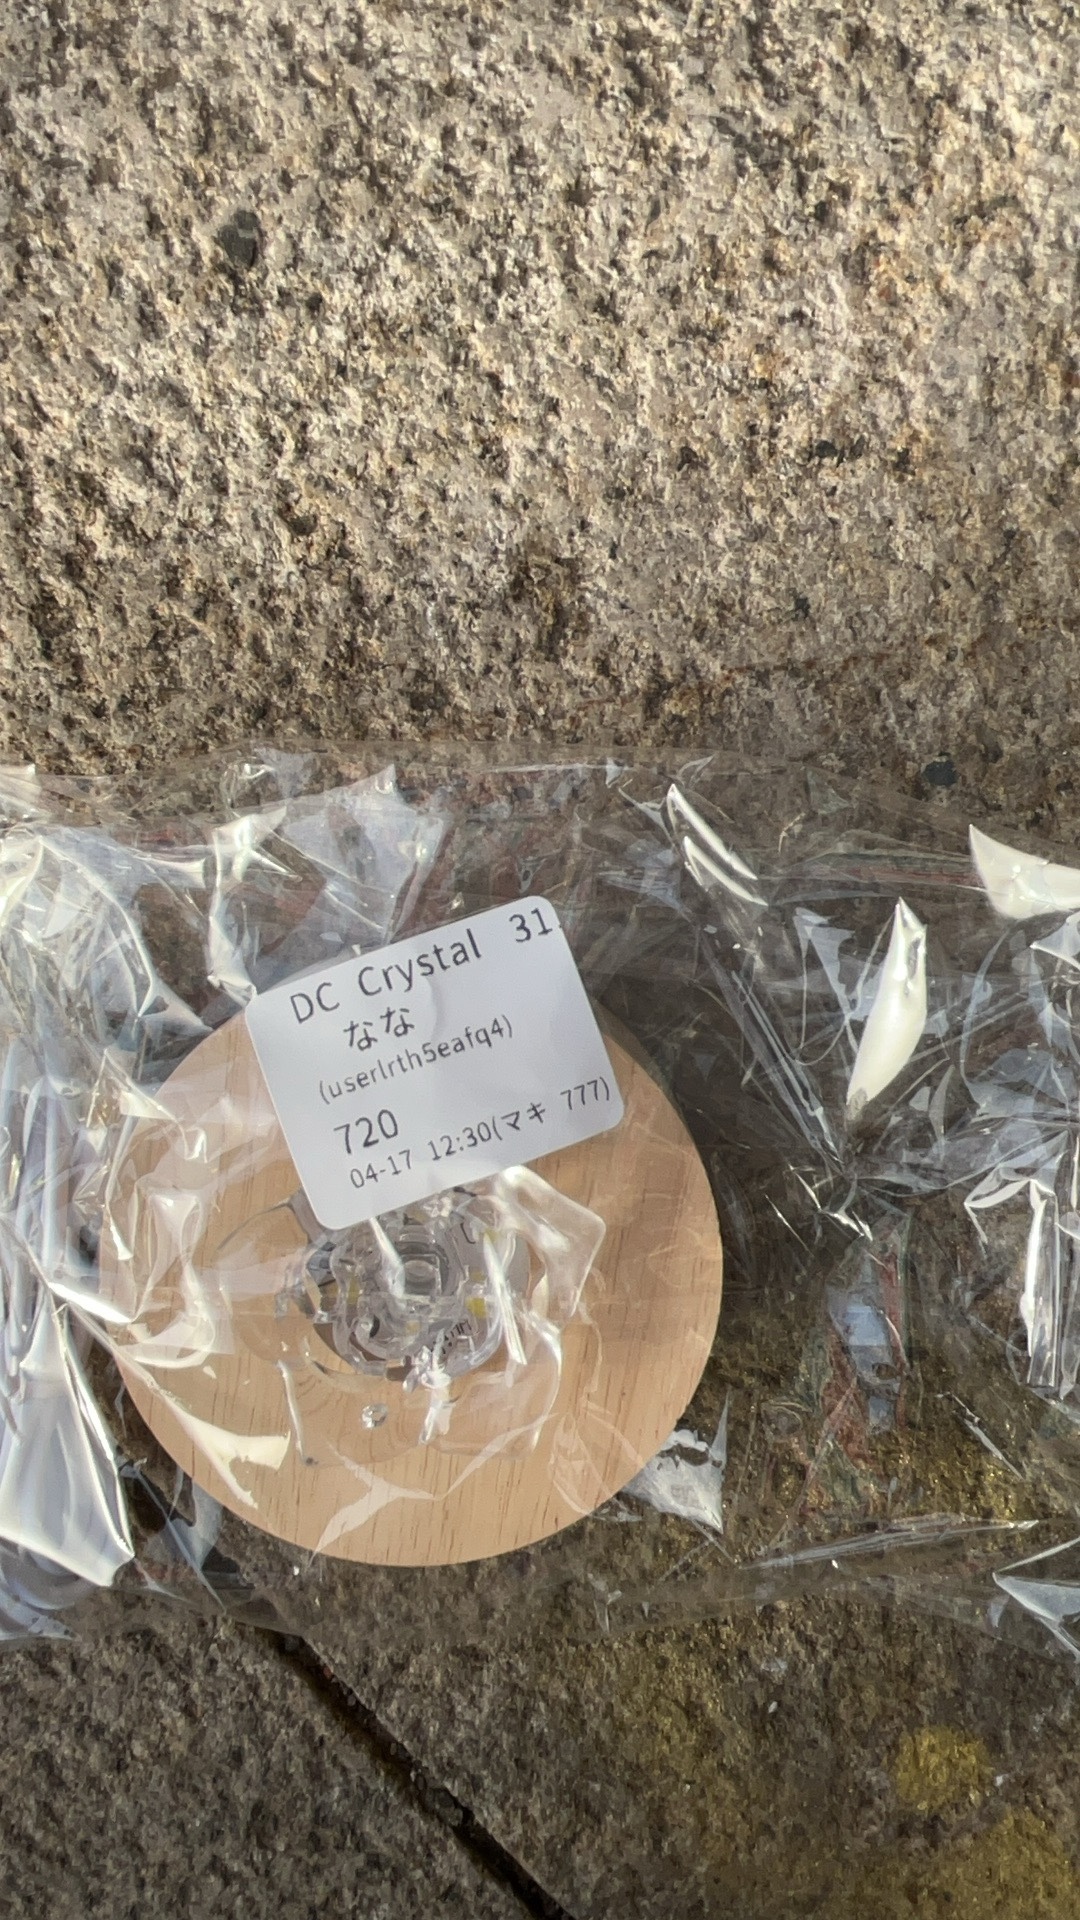 DC Crystal 31
なな
(userlrth5eafq4)
720
04-17 12:30(マキ 777)